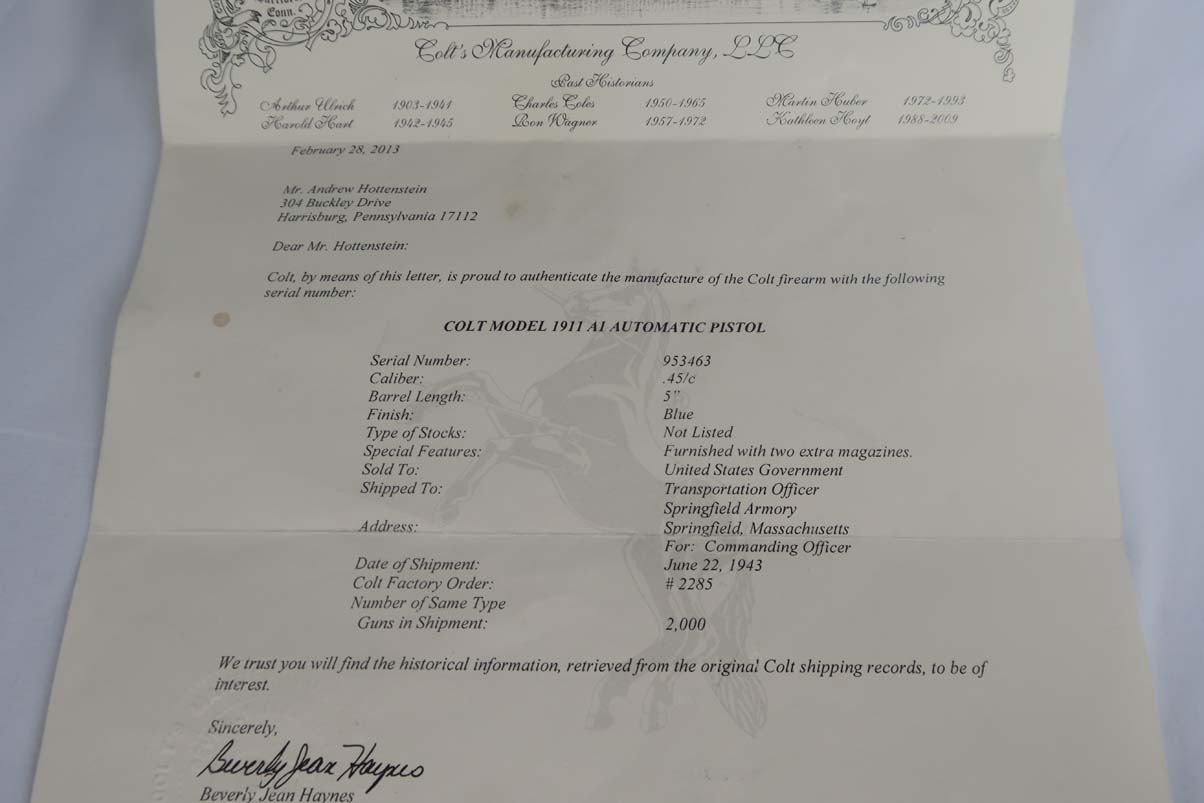 Conn.
Colt's Manufacturing Company, LLC
Past Historians
Arthur Ulrich 1903-1941 Charles Coles 1950-1965 Martin Huber 1972-1993
Harold Hart 1942-1945 Ron Wagner 1957-1972 Kathleen Hoyt 1988-2009
February 28, 2013
Mr. Andrew Hottenstein
304 Buckley Drive
Harrisburg, Pennsylvania 17112
Dear Mr. Hottenstein:
Colt, by means of this letter, is proud to authenticate the manufacture of the Colt firearm with the following
serial number:
COLT MODEL 1911 A1 AUTOMATIC PISTOL
Serial Number: 953463
Caliber: .45/c
Barrel Length: 5"
Finish: Blue
Type of Stocks: Not Listed
Special Features: Furnished with two extra magazines.
Sold To: United States Government
Shipped To: Transportation Officer
Springfield Armory
Address: Springfield, Massachusetts
For: Commanding Officer
Date of Shipment: June 22, 1943
Colt Factory Order: # 2285
Number of Same Type
Guns in Shipment: 2,000
We trust you will find the historical information, retrieved from the original Colt shipping records, to be of
interest.
Sincerely,
Beverly Jean Haynes
Beverly Jean Haynes